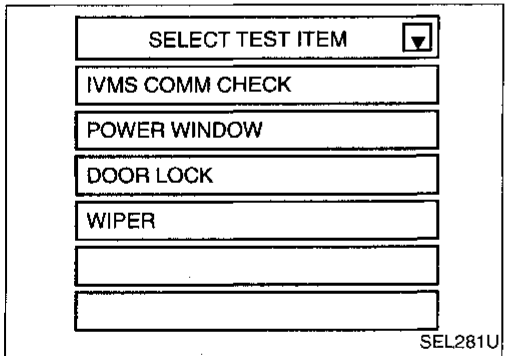 SELECT TEST ITEM
IVMS COMM CHECK
POWER WINDOW
DOOR LOCK
WIPER
SEL281U